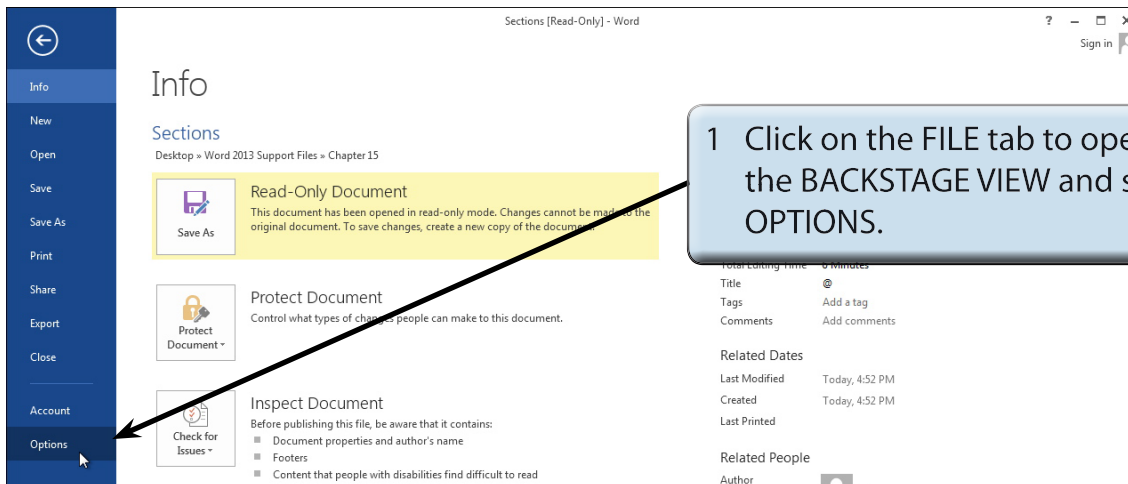 Sections [Read-Only] - Word
?
Sign in
Info
New
Open
Save
Save As
Print
Share
Export
Close
Account
Options
Info
Sections
Desktop » Word 2013 Support Files » Chapter 15
Save As
Read-Only Document
This document has been opened in read-only mode. Changes cannot be made to the
original document. To save changes, create a new copy of the document.
Protect
Document
Protect Document
Control what types of changes people can make to this document.
Check for
Issues
Inspect Document
Before publishing this file, be aware that it contains:
Document properties and author's name
Footers
Content that people with disabilities find difficult to read
1 Click on the FILE tab to ope
the BACKSTAGE VIEW and s
OPTIONS.
Total Editing Time 6 Minutes
Title @
Tags Add a tag
Comments Add comments
Related Dates
Last Modified Today, 4:52 PM
Created Today, 4:52 PM
Last Printed
Related People
Author